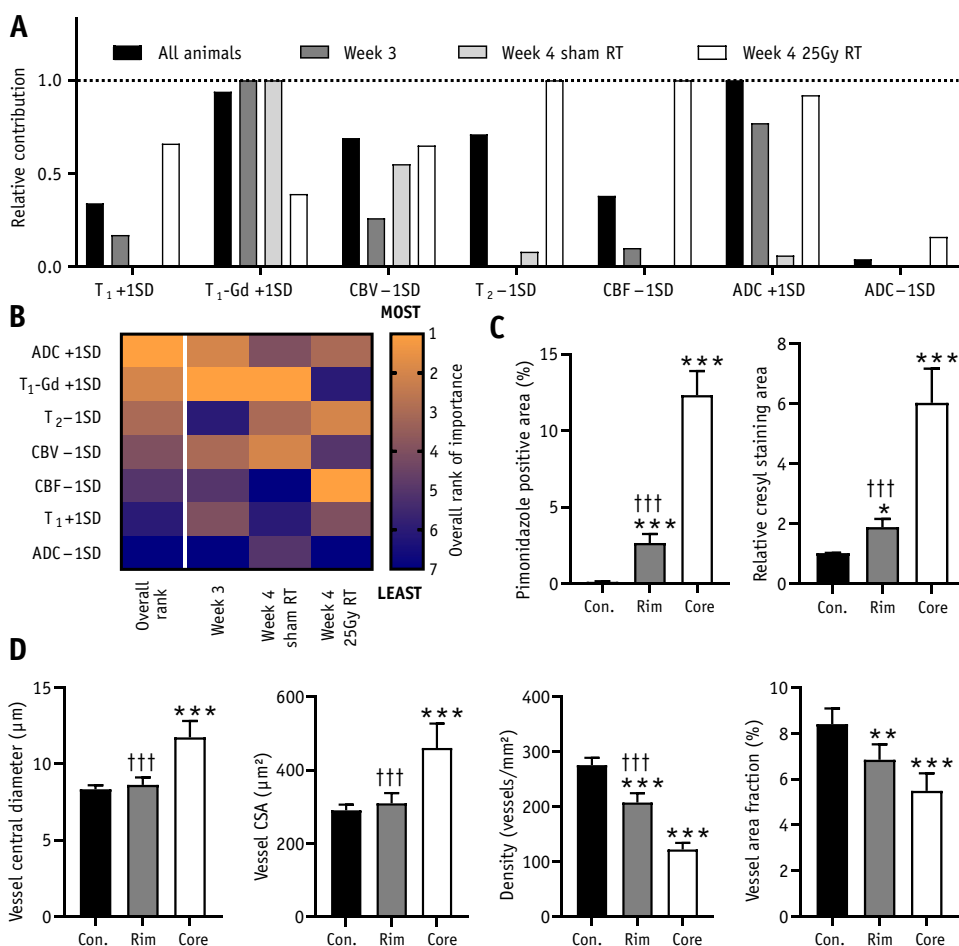 A
All animals
Week 3
Week 4 sham RT
Week 4 25Gy RT
Relative contribution
1.0
0.5
0.0
T₁ +1SD
T₁-Gd +1SD
CBV −1SD
T₂ −1SD
CBF −1SD
ADC +1SD
ADC −1SD
B
MOST
ADC +1SD
T₁-Gd +1SD
T₂ −1SD
CBV −1SD
CBF −1SD
T₁ +1SD
ADC −1SD
1
2
3
4
5
6
7
Overall rank of importance
LEAST
Overall
rank
Week 3
Week 4
sham RT
Week 4
25Gy RT
C
Pimonidazole positive area (%)
15
10
5
0
†††
***
***
Con.
Rim
Core
Relative cresyl staining area
8
6
4
2
0
†††
*
***
Con.
Rim
Core
D
Vessel central diameter (µm)
15
10
5
0
†††
***
Con.
Rim
Core
Vessel CSA (µm²)
600
400
200
0
†††
***
Con.
Rim
Core
Density (vessels/mm²)
400
300
200
100
0
†††
***
***
Con.
Rim
Core
Vessel area fraction (%)
10
8
6
4
2
0
**
***
Con.
Rim
Core